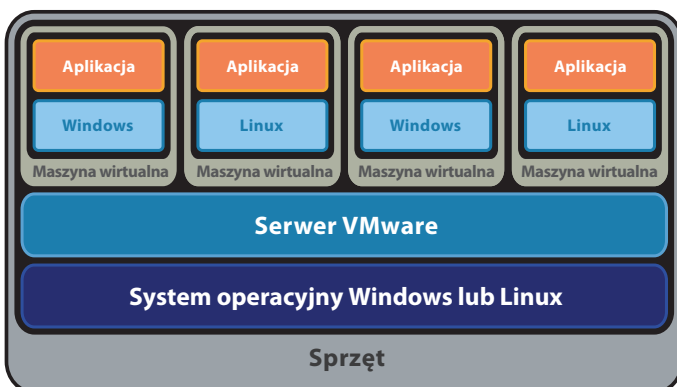 Aplikacja Aplikacja Aplikacja Aplikacja
Windows Linux Windows Linux
Maszyna wirtualna Maszyna wirtualna Maszyna wirtualna Maszyna wirtualna
Serwer VMware
System operacyjny Windows lub Linux
Sprzęt